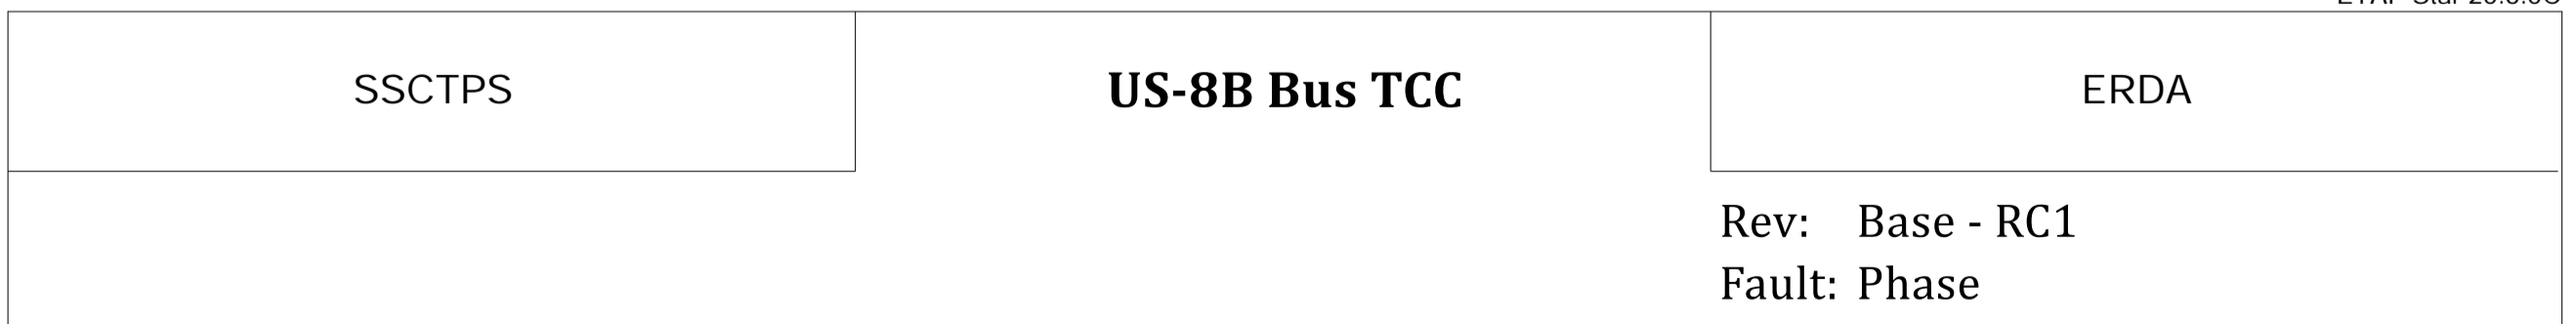 SSCTPS
US-8B Bus TCC
ERDA
Rev: Base - RC1
Fault: Phase